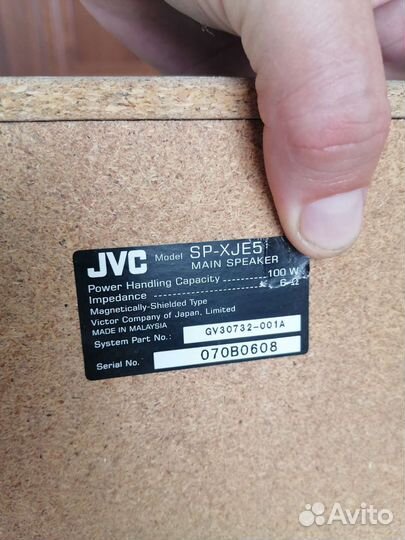 JVC Model SP-XJE5
MAIN SPEAKER
Power Handling Capacity 100 W
Impedance 6 Ω
Magnetically-Shielded Type
Victor Company of Japan, Limited
MADE IN MALAYSIA
System Part No.: GV30732-001A
Serial No. 070B0608
Avito